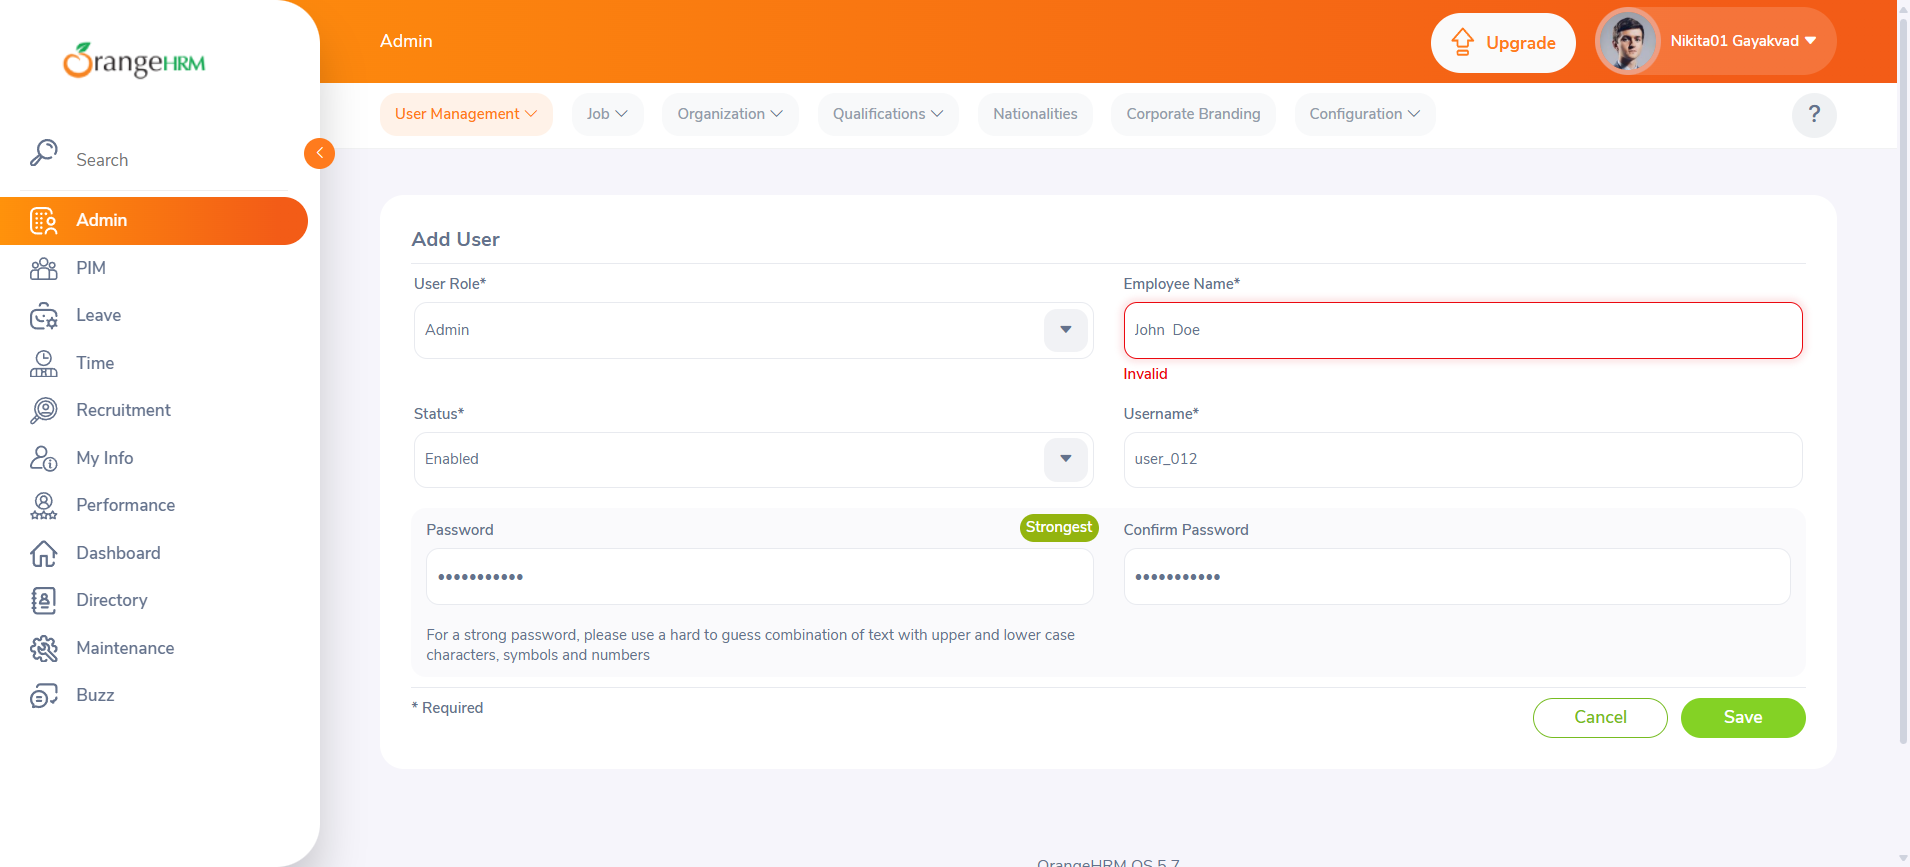 OrangeHRM
Search
Admin
PIM
Leave
Time
Recruitment
My Info
Performance
Dashboard
Directory
Maintenance
Buzz
Admin
Upgrade
Nikita01 Gayakvad
User Management
Job
Organization
Qualifications
Nationalities
Corporate Branding
Configuration
?
Add User
User Role*
Admin
Employee Name*
John  Doe
Invalid
Status*
Enabled
Username*
user_012
Password
Strongest
•••••••••••
Confirm Password
•••••••••••
For a strong password, please use a hard to guess combination of text with upper and lower case
characters, symbols and numbers
* Required
Cancel
Save
OrangeHRM OS 5.7